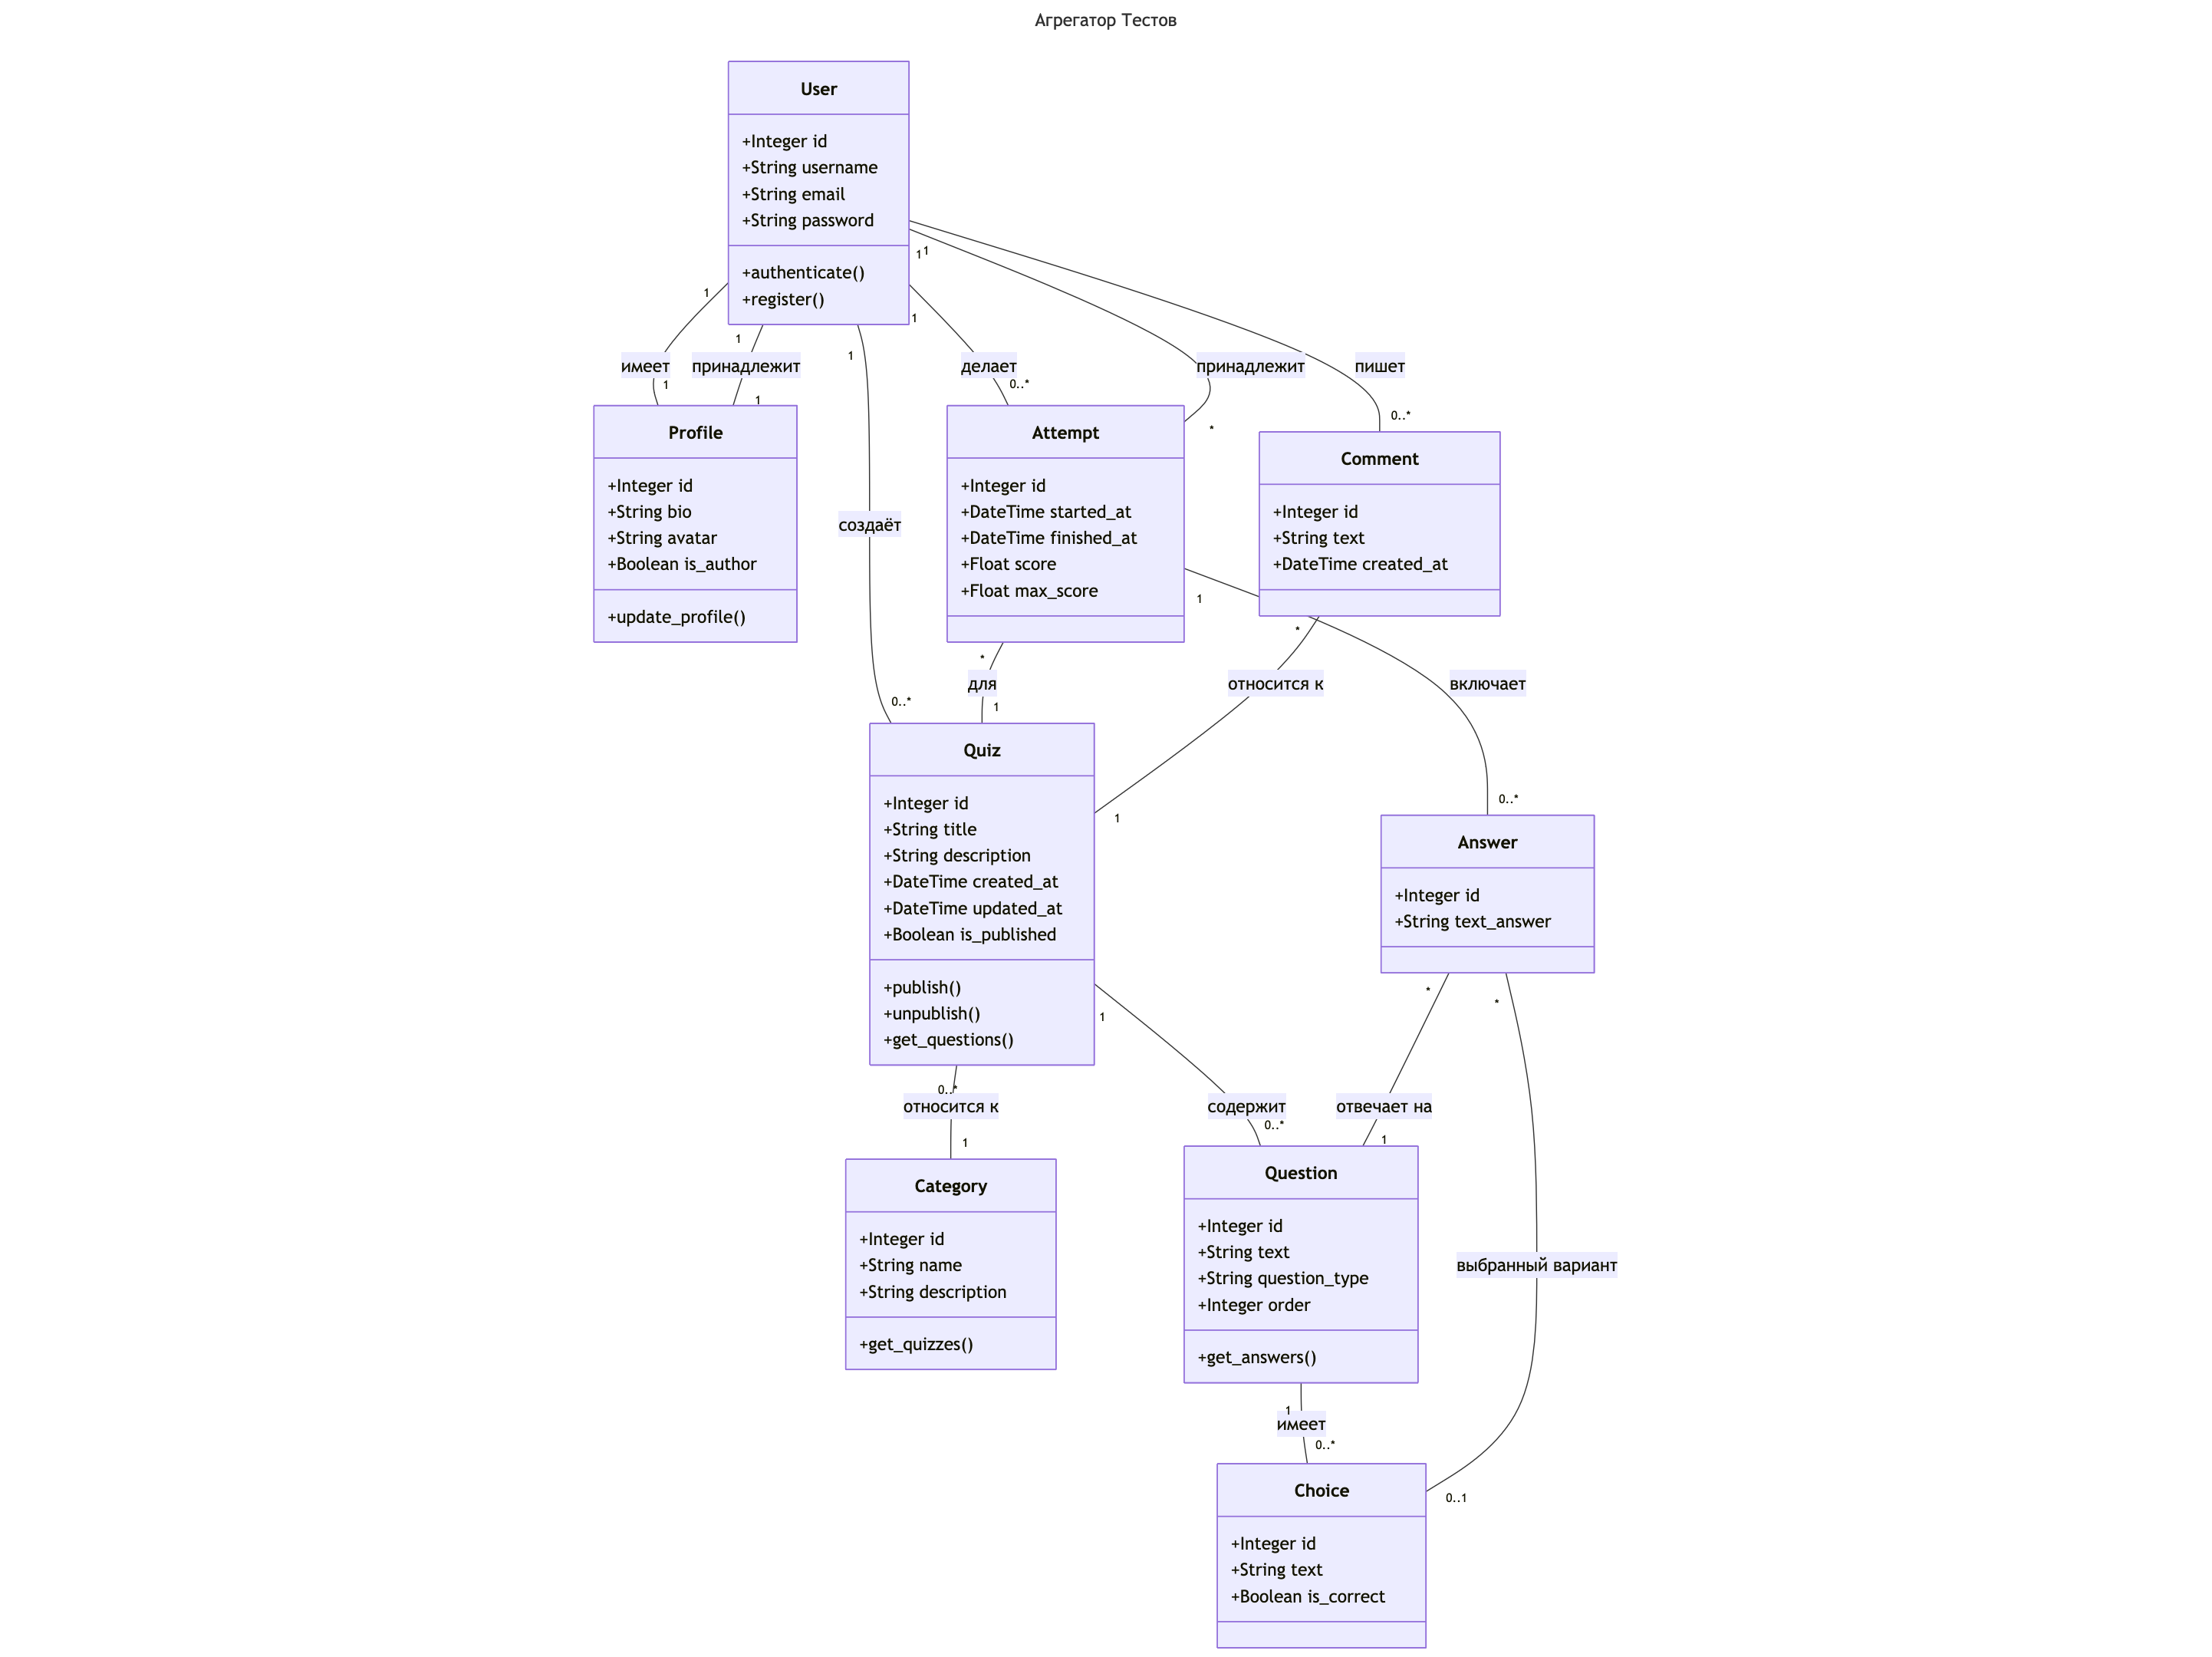 Агрегатор Тестов
User
+Integer id
+String username
+String email
+String password
+authenticate()
+register()
1
1
1
1
1
1
имеет
принадлежит
делает
принадлежит
пишет
1
1
0..*
*
0..*
Profile
+Integer id
+String bio
+String avatar
+Boolean is_author
+update_profile()
Attempt
+Integer id
+DateTime started_at
+DateTime finished_at
+Float score
+Float max_score
Comment
+Integer id
+String text
+DateTime created_at
создаёт
1
*
*
для
относится к
включает
0..*
1
1
0..*
Quiz
+Integer id
+String title
+String description
+DateTime created_at
+DateTime updated_at
+Boolean is_published
+publish()
+unpublish()
+get_questions()
Answer
+Integer id
+String text_answer
*
*
1
0..*
относится к
содержит
отвечает на
1
0..*
1
Category
+Integer id
+String name
+String description
+get_quizzes()
Question
+Integer id
+String text
+String question_type
+Integer order
+get_answers()
выбранный вариант
1
имеет
0..*
0..1
Choice
+Integer id
+String text
+Boolean is_correct